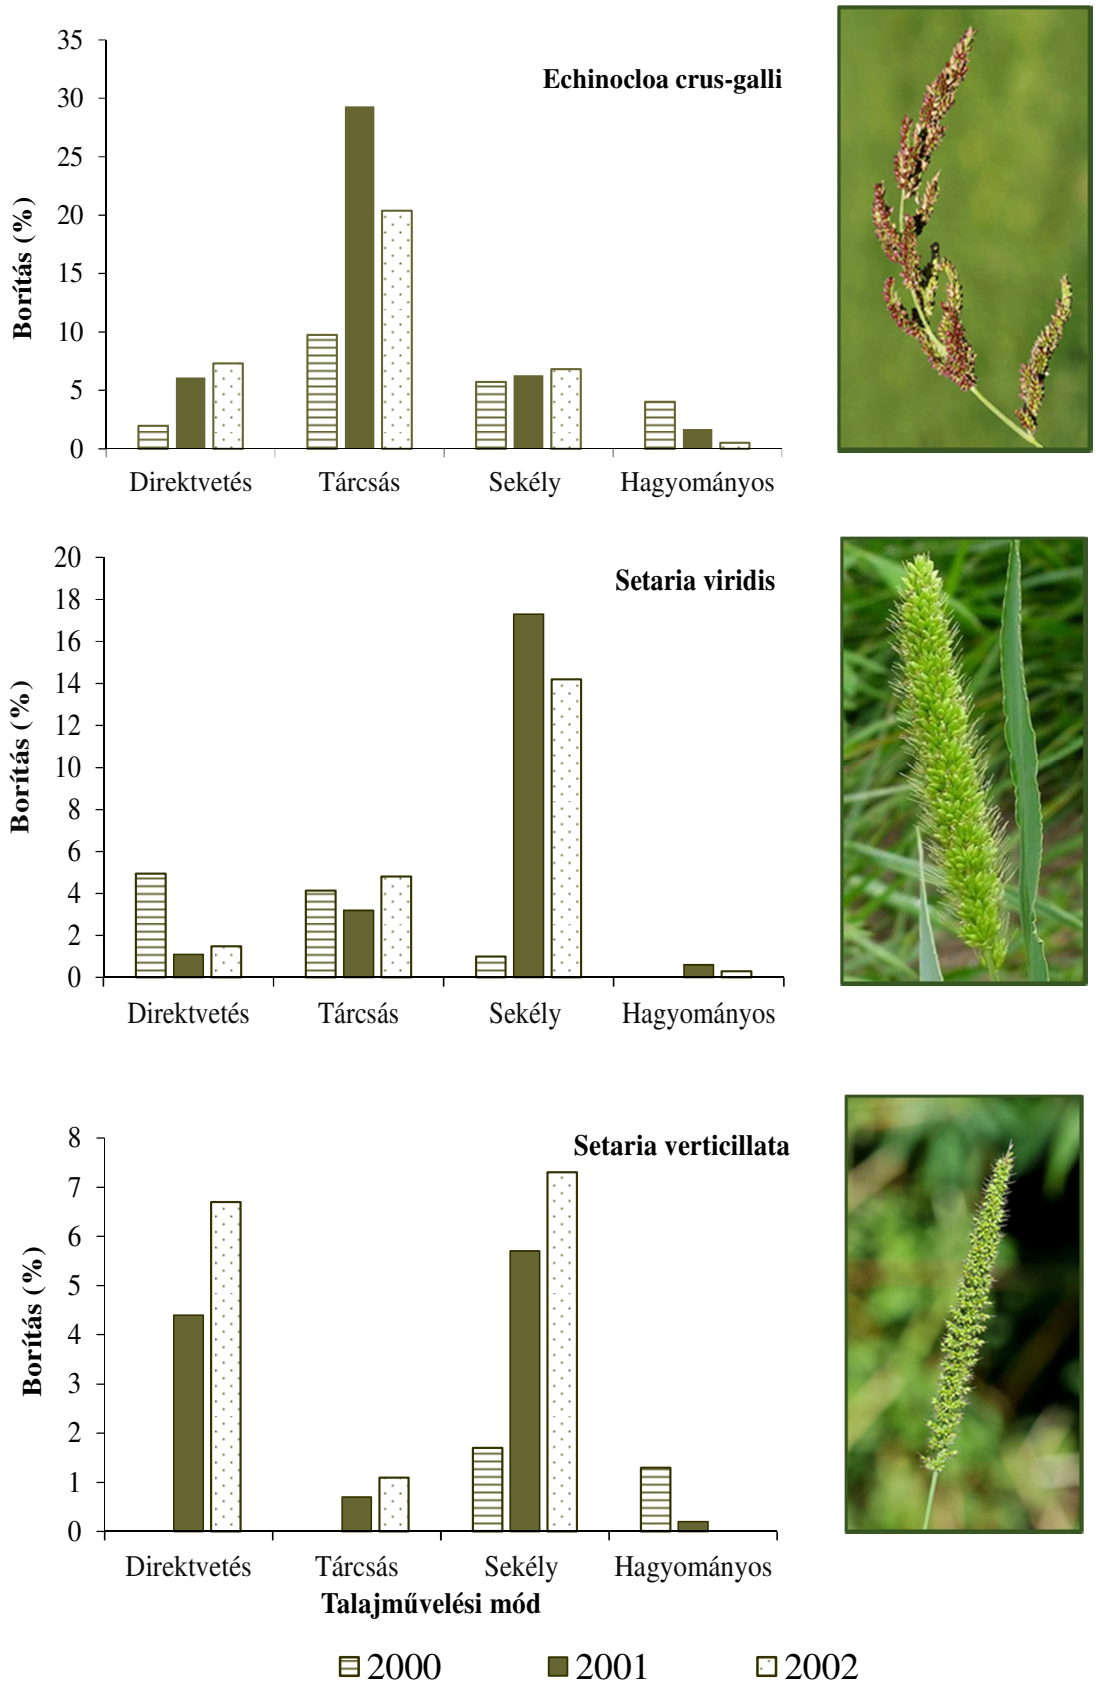 Echinocloa crus-galli
Borítás (%)
35
30
25
20
15
10
5
0
Direktvetés Tárcsás Sekély Hagyományos
Setaria viridis
Borítás (%)
20
18
16
14
12
10
8
6
4
2
0
Direktvetés Tárcsás Sekély Hagyományos
Setaria verticillata
Borítás (%)
8
7
6
5
4
3
2
1
0
Direktvetés Tárcsás Sekély Hagyományos
Talajművelési mód
2000 2001 2002